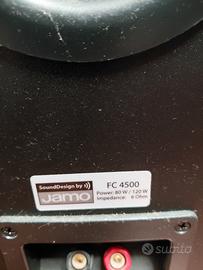 SoundDesign by
Jamo
FC 4500
Power: 80 W / 120 W
Impedance: 6 Ohm
subito